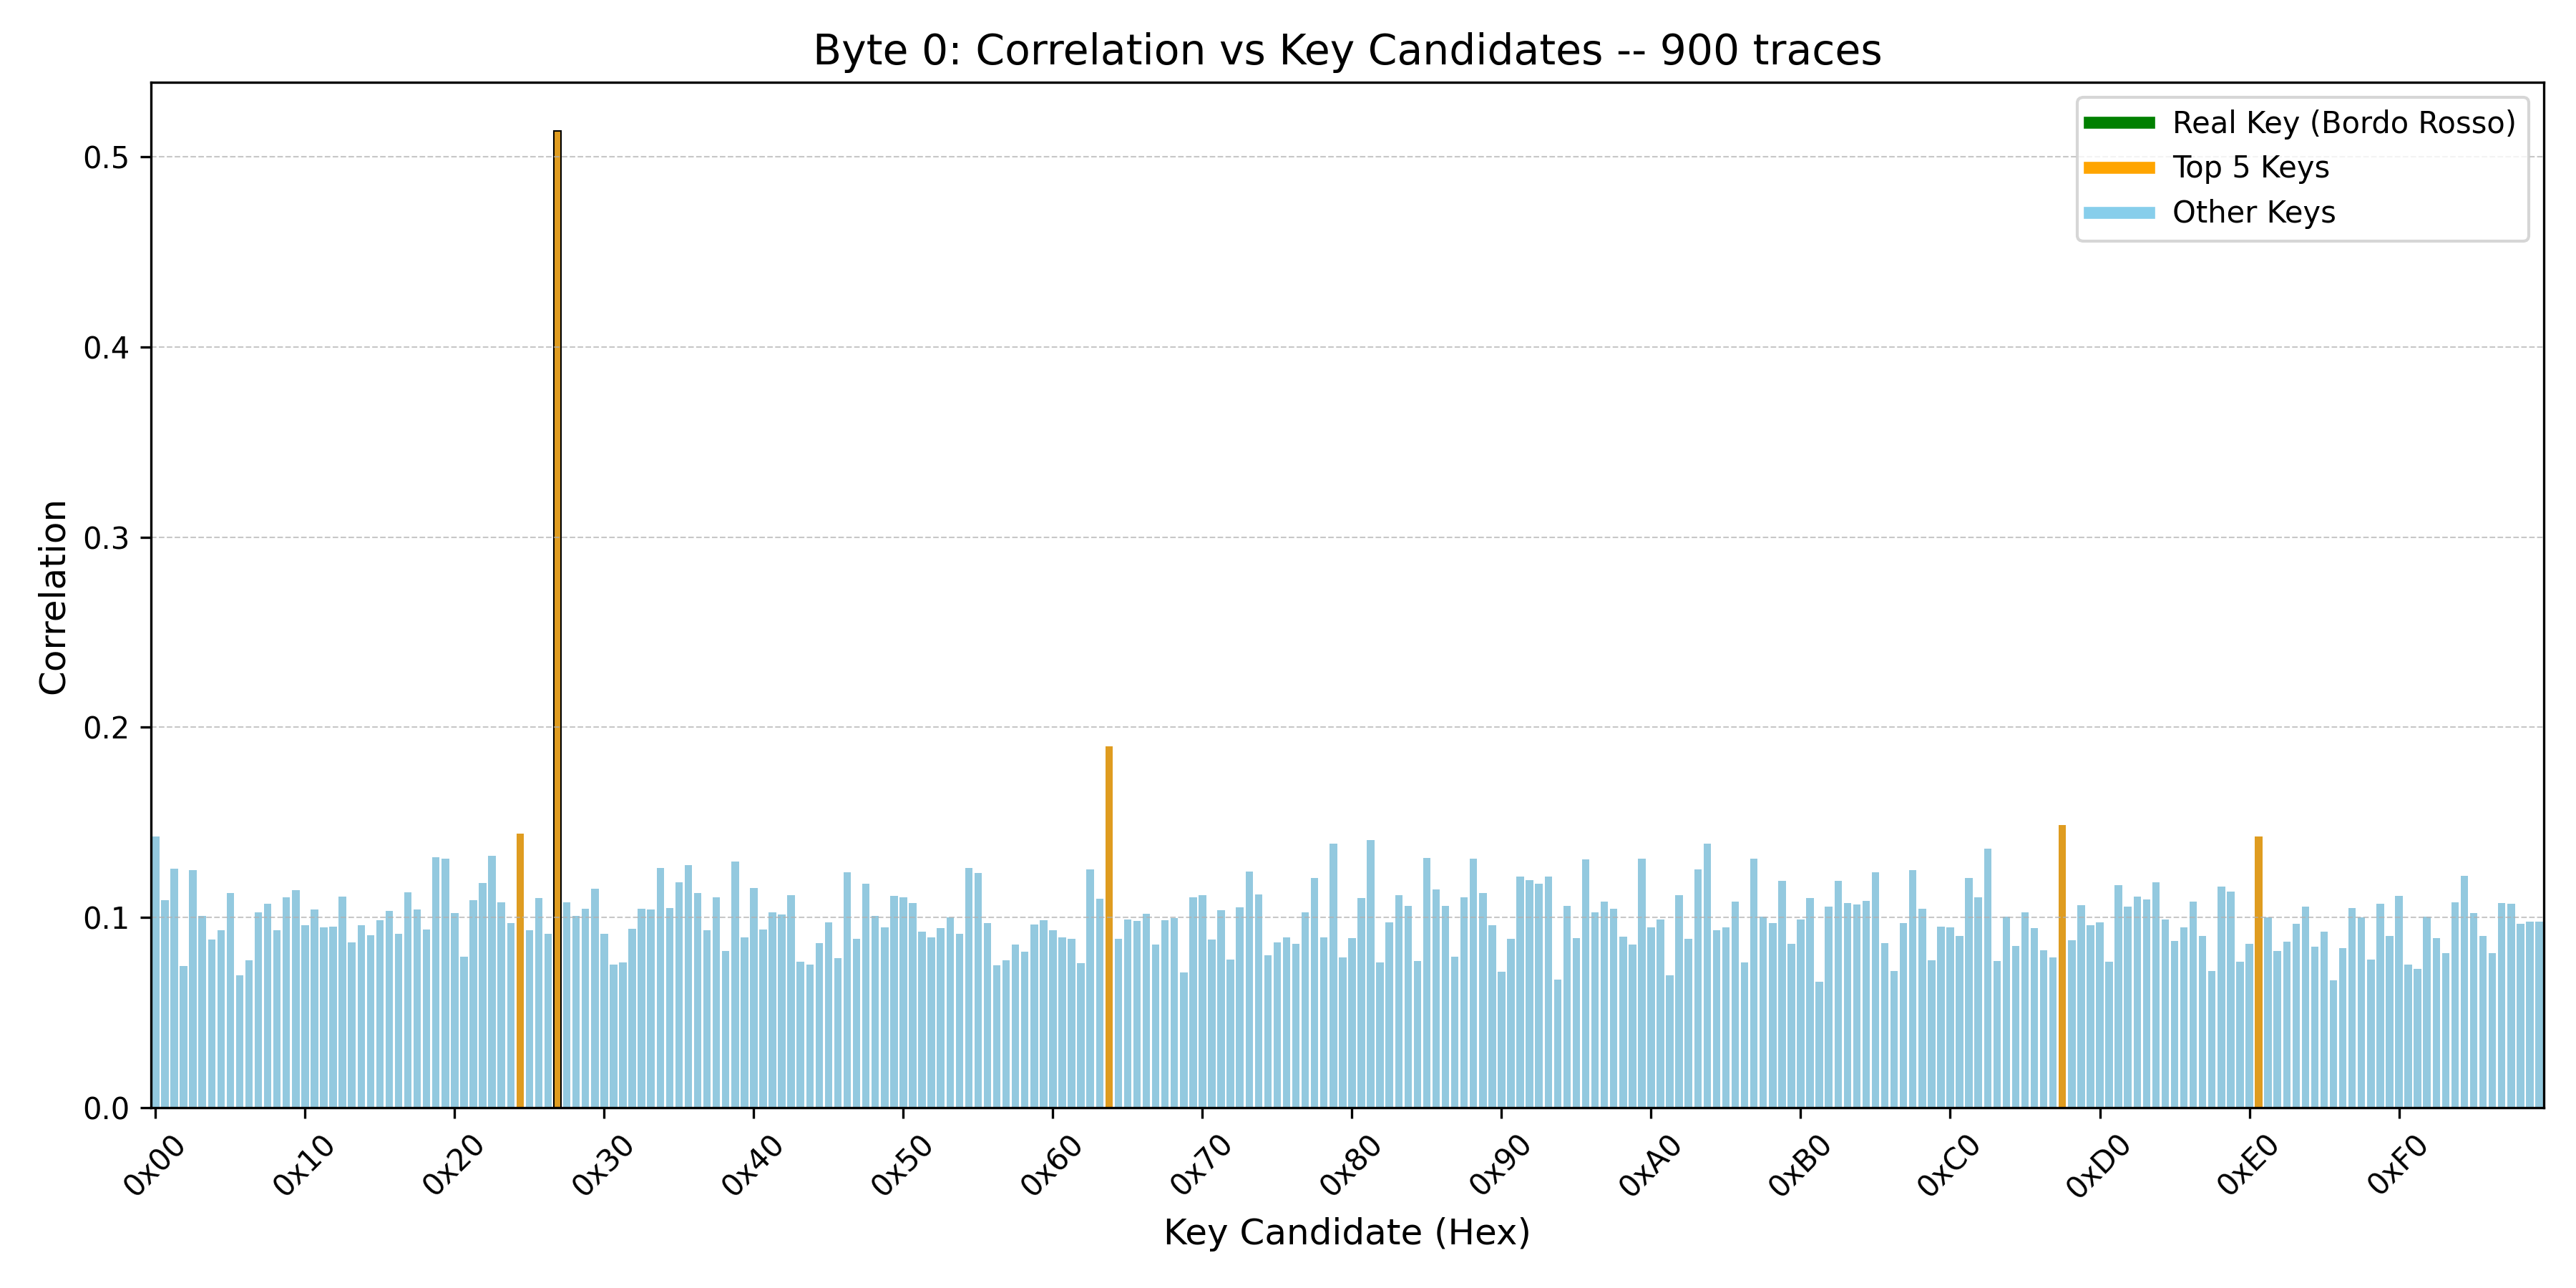 Byte 0: Correlation vs Key Candidates -- 900 traces
Real Key (Bordo Rosso)
Top 5 Keys
Other Keys
Correlation
0.5
0.4
0.3
0.2
0.1
0.0
0x00 0x10 0x20 0x30 0x40 0x50 0x60 0x70 0x80 0x90 0xA0 0xB0 0xC0 0xD0 0xE0 0xF0
Key Candidate (Hex)